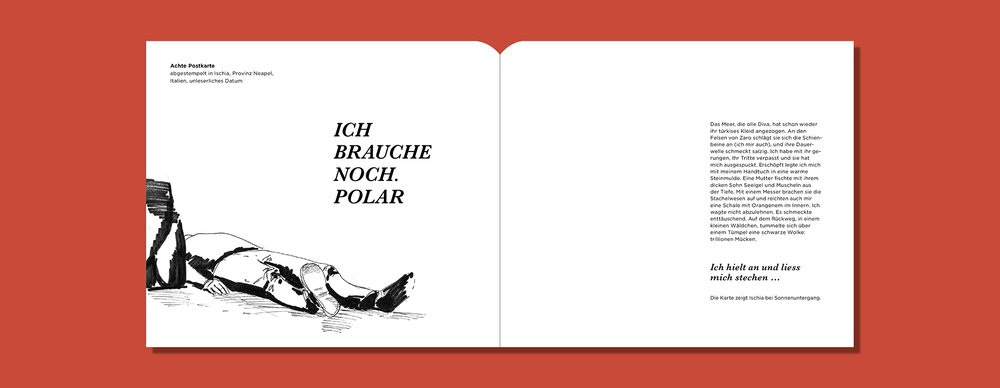 Achte Postkarte
abgestempelt in Ischia, Provinz Neapel,
Italien, unleserliches Datum
ICH
BRAUCHE
NOCH.
POLAR
Das Meer, die olle Diva, hat schon wieder
ihr türkises Kleid angezogen. An den
Felsen von Zaro schlägt sie sich die Schien-
beine an (ich mir auch), und ihre Dauer-
welle schmeckt salzig. Ich habe mit ihr ge-
rungen, ihr Tritte verpasst und sie hat
mich ausgespuckt. Erschöpft legte ich mich
mit meinem Handtuch in eine warme
Steinmulde. Eine Mutter fischte mit ihrem
dicken Sohn Seeigel und Muscheln aus
der Tiefe. Mit einem Messer brachen sie die
Stachelwesen auf und reichten auch mir
eine Schale mit Orangenem im Innern. Ich
wagte nicht abzulehnen. Es schmeckte
enttäuschend. Auf dem Rückweg, in einem
kleinen Wäldchen, tummelte sich über
einem Tümpel eine schwarze Wolke:
trillionen Mücken.
Ich hielt an und liess
mich stechen ...
Die Karte zeigt Ischia bei Sonnenuntergang.